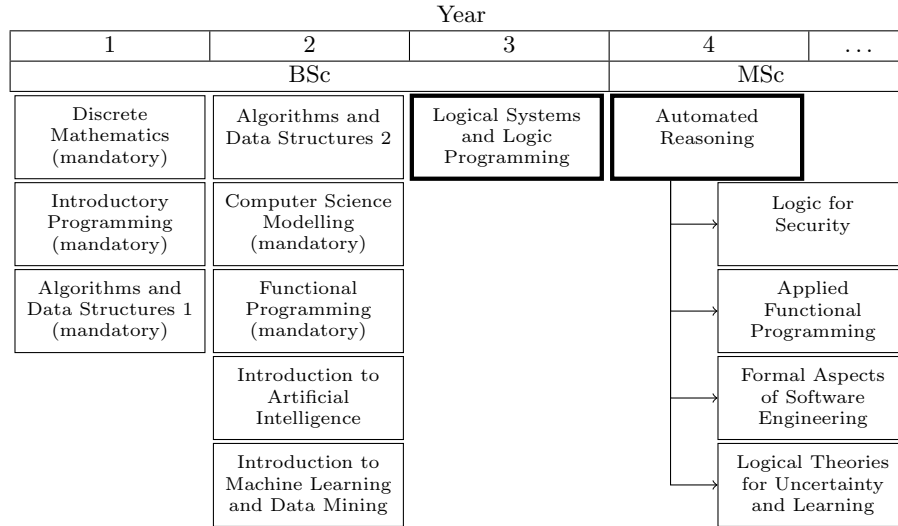 Year
1 2 3 4 ...
BSc MSc
Discrete
Mathematics
(mandatory)
Algorithms and
Data Structures 2
Logical Systems
and Logic
Programming
Automated
Reasoning
Introductory
Programming
(mandatory)
Computer Science
Modelling
(mandatory)
Logic for
Security
Algorithms and
Data Structures 1
(mandatory)
Functional
Programming
(mandatory)
Applied
Functional
Programming
Introduction to
Artificial
Intelligence
Formal Aspects
of Software
Engineering
Introduction to
Machine Learning
and Data Mining
Logical Theories
for Uncertainty
and Learning